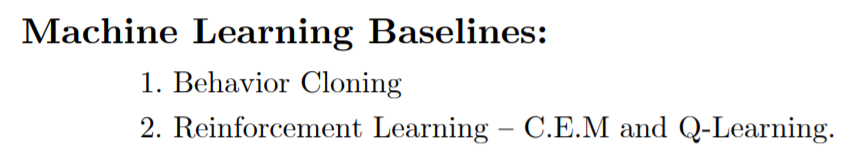 Machine Learning Baselines:
1. Behavior Cloning
2. Reinforcement Learning – C.E.M and Q-Learning.